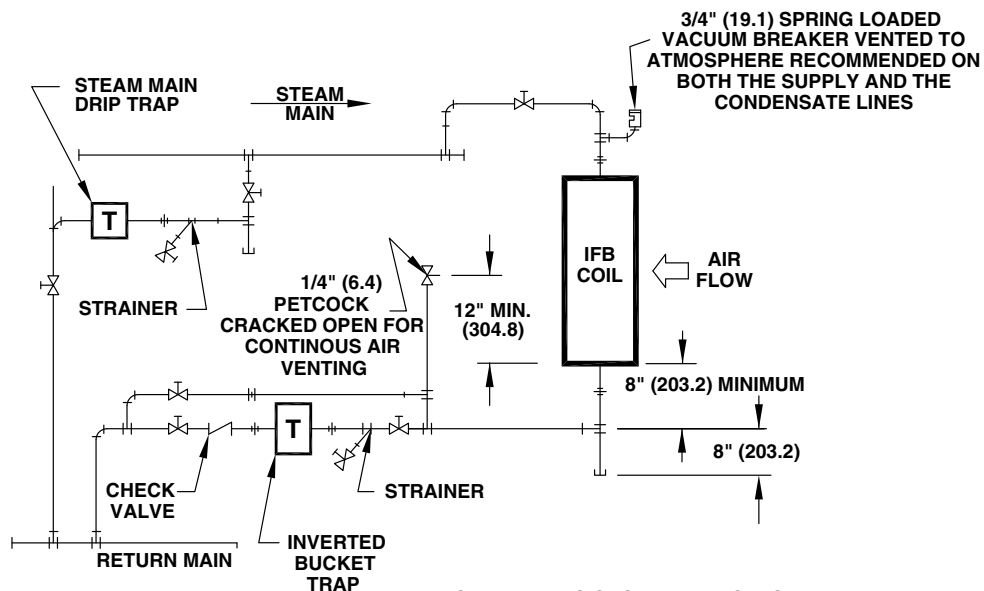 3/4" (19.1) SPRING LOADED
VACUUM BREAKER VENTED TO
ATMOSPHERE RECOMMENDED ON
BOTH THE SUPPLY AND THE
CONDENSATE LINES
STEAM MAIN
DRIP TRAP
STEAM
MAIN
T
STRAINER
1/4" (6.4)
PETCOCK
CRACKED OPEN FOR
CONTINOUS AIR
VENTING
12" MIN.
(304.8)
IFB
COIL
AIR
FLOW
8" (203.2) MINIMUM
8" (203.2)
T
CHECK
VALVE
STRAINER
INVERTED
BUCKET
TRAP
RETURN MAIN